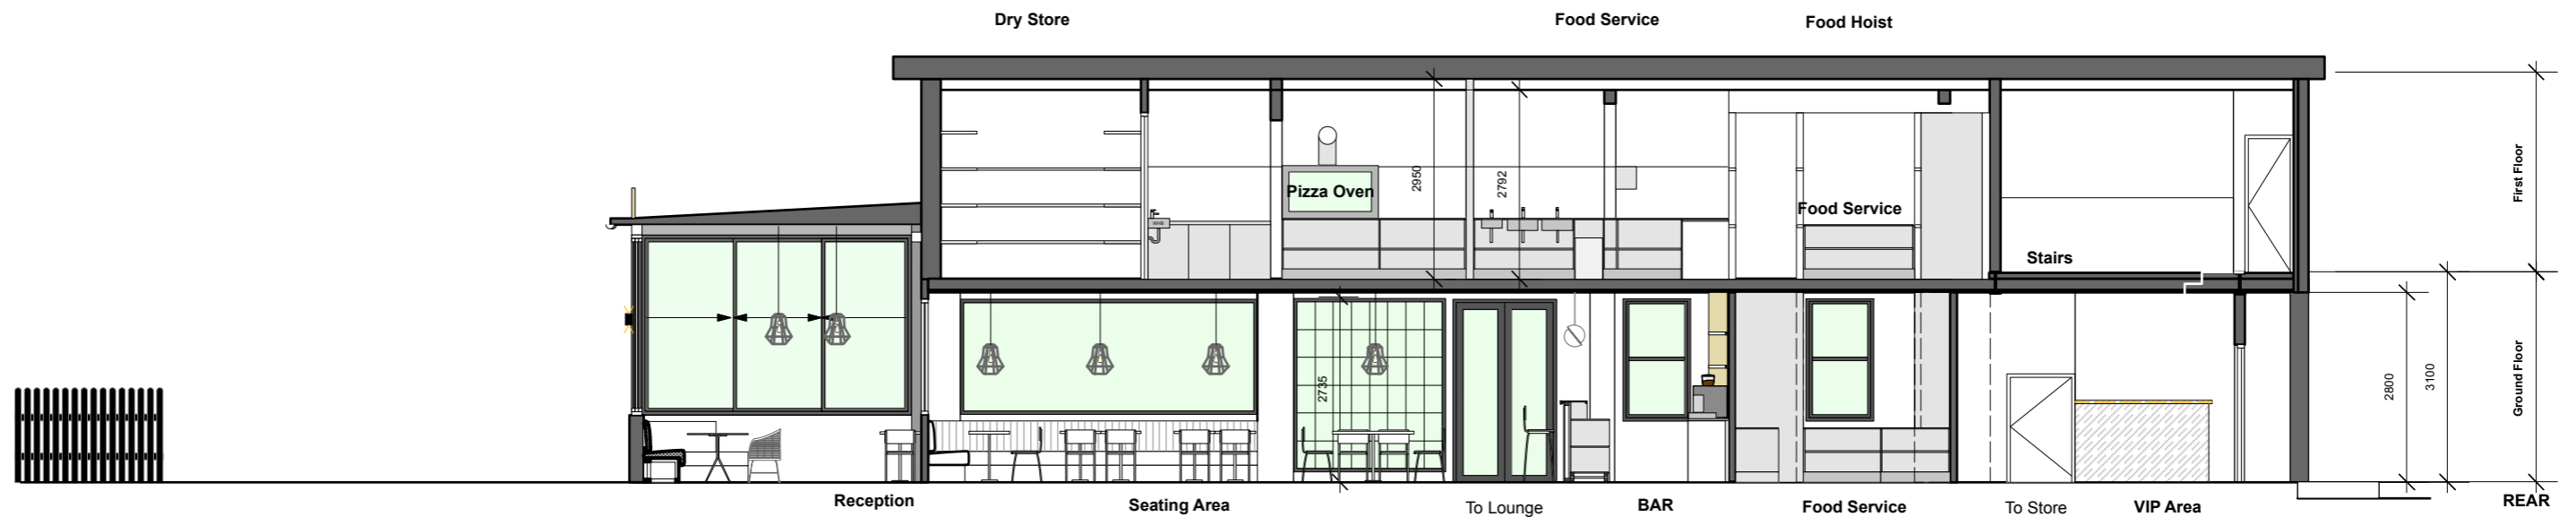 Dry Store
Food Service
Food Hoist
Pizza Oven
2950
2792
Food Service
Stairs
First Floor
2735
2800
3100
Ground Floor
Reception
Seating Area
To Lounge
BAR
Food Service
To Store
VIP Area
REAR